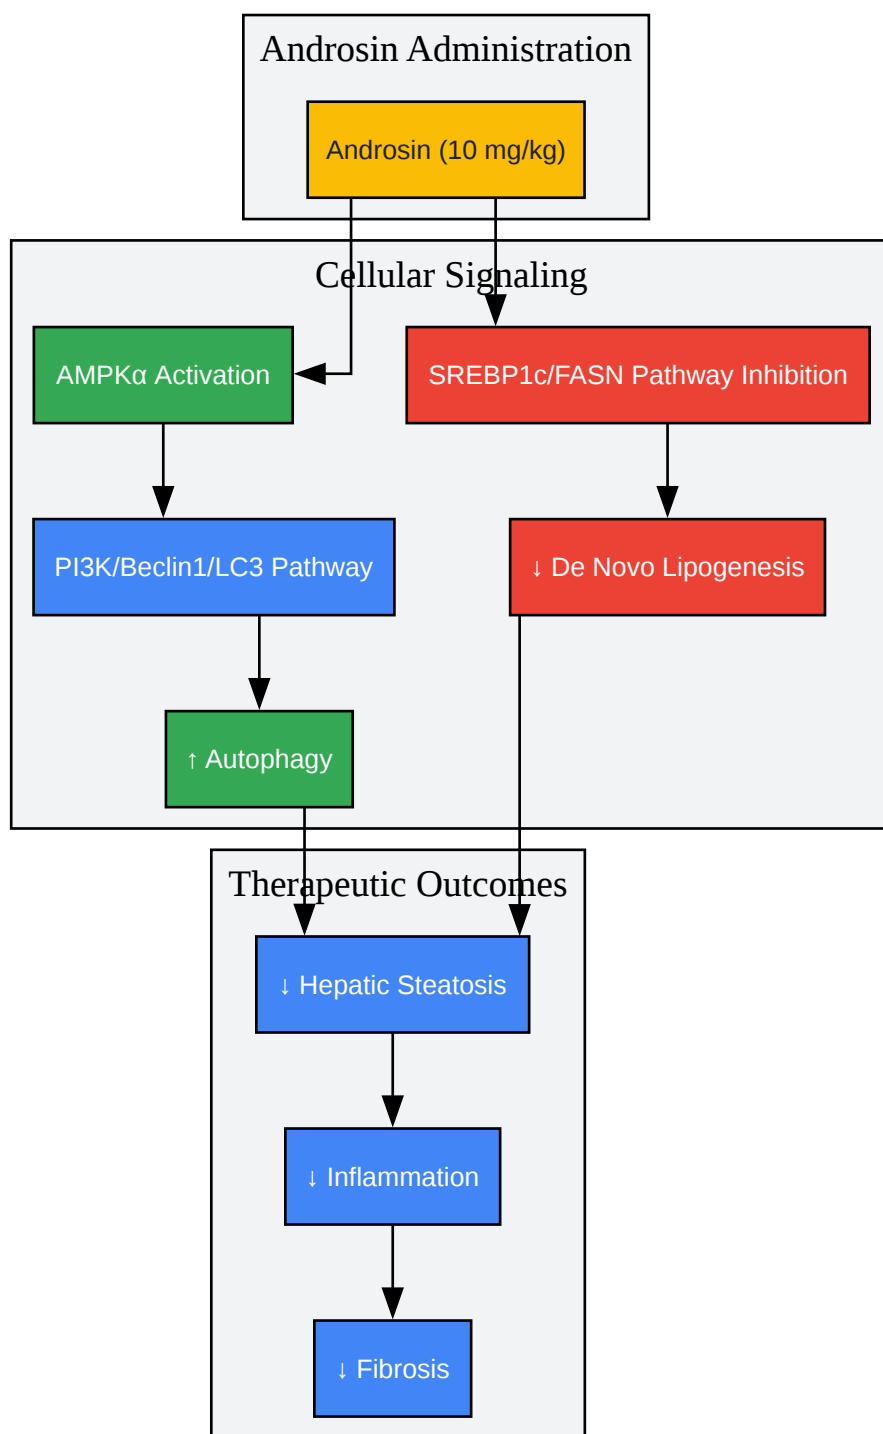 Androsin Administration
Androsin (10 mg/kg)
Cellular Signaling
AMPKα Activation
SREBP1c/FASN Pathway Inhibition
PI3K/Beclin1/LC3 Pathway
↓ De Novo Lipogenesis
↑ Autophagy
Therapeutic Outcomes
↓ Hepatic Steatosis
↓ Inflammation
↓ Fibrosis